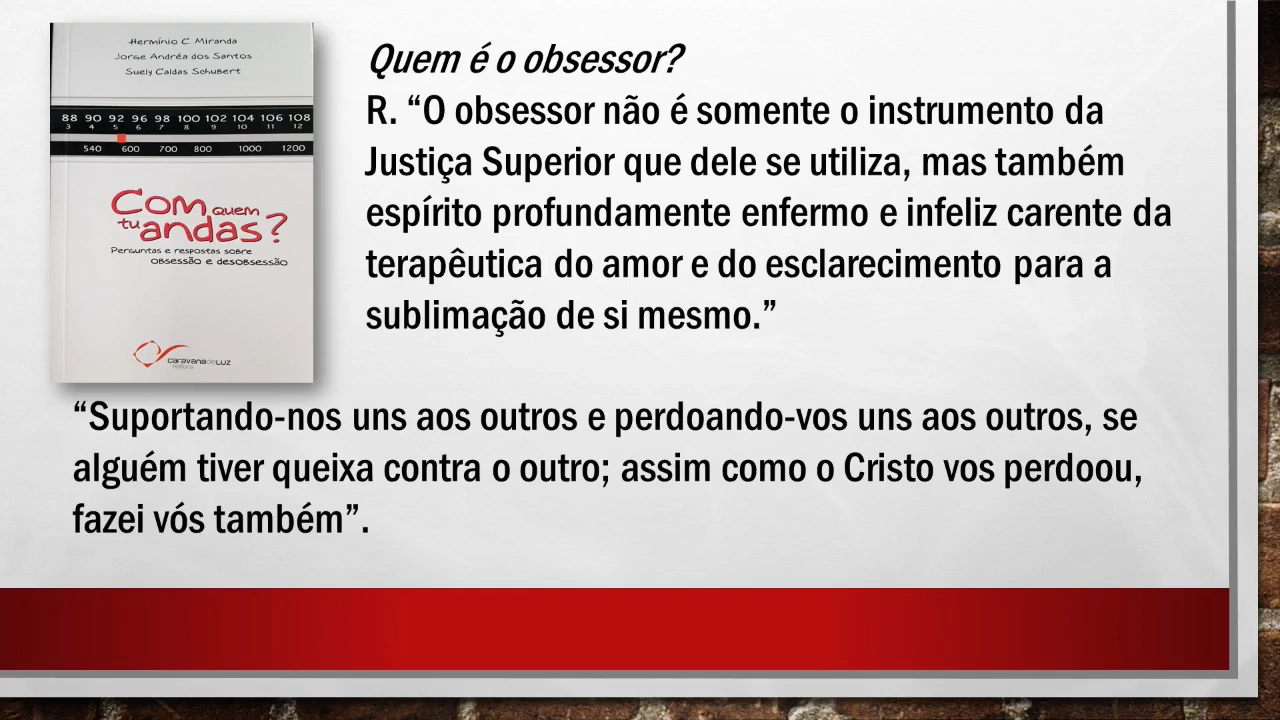 Hermínio C. Miranda
Jorge Andréa dos Santos
Suely Caldas Schubert
88 90 92 96 98 100 102 104 106 108
3 4 5 6 7 8 9 10 11 12
540 600 700 800 1000 1200
Com quem
tu andas?
Perguntas e respostas sobre
obsessão e desobsessão
caravanadeLUZ
editora
Quem é o obsessor?
R. “O obsessor não é somente o instrumento da
Justiça Superior que dele se utiliza, mas também
espírito profundamente enfermo e infeliz carente da
terapêutica do amor e do esclarecimento para a
sublimação de si mesmo.”
“Suportando-nos uns aos outros e perdoando-vos uns aos outros, se
alguém tiver queixa contra o outro; assim como o Cristo vos perdoou,
fazei vós também”.